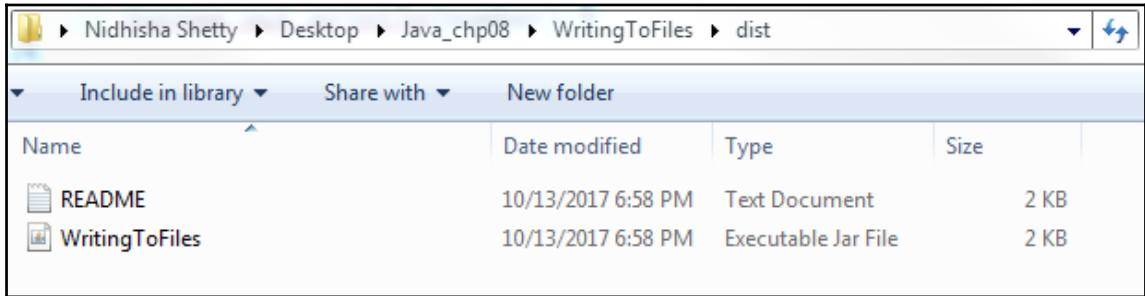 Nidhisha Shetty Desktop Java_chp08 WritingToFiles dist
Include in library Share with New folder
Name Date modified Type Size
README 10/13/2017 6:58 PM Text Document 2 KB
WritingToFiles 10/13/2017 6:58 PM Executable Jar File 2 KB